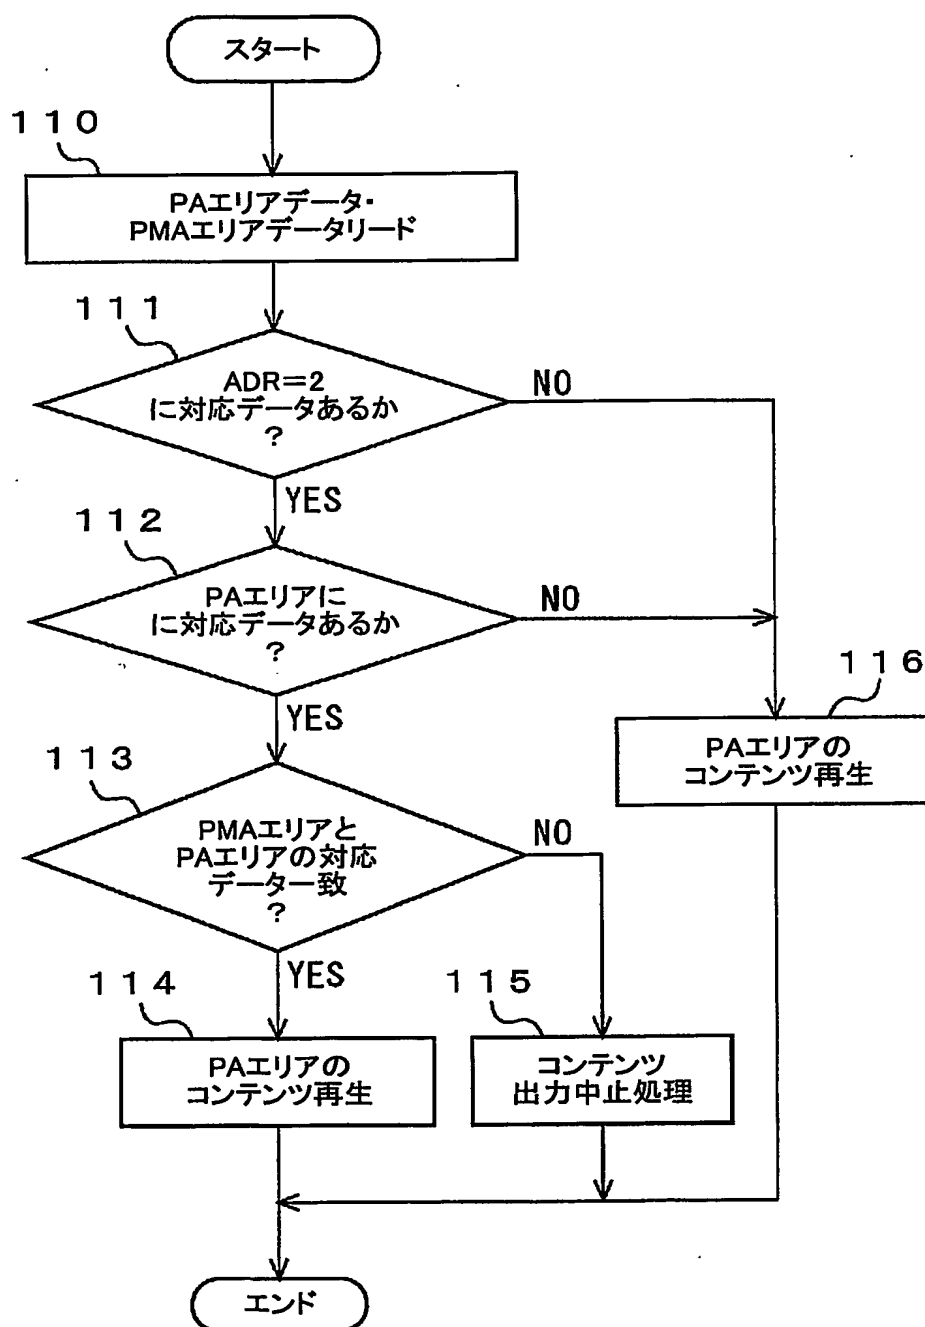 スタート
110
PAエリアデータ・
PMAエリアデータリード
111
ADR=2
に対応データあるか
?
NO
YES
112
PAエリアに
に対応データあるか
?
NO
YES
116
PAエリアの
コンテンツ再生
113
PMAエリアと
PAエリアの対応
データ一致
?
NO
YES
114
PAエリアの
コンテンツ再生
115
コンテンツ
出力中止処理
エンド